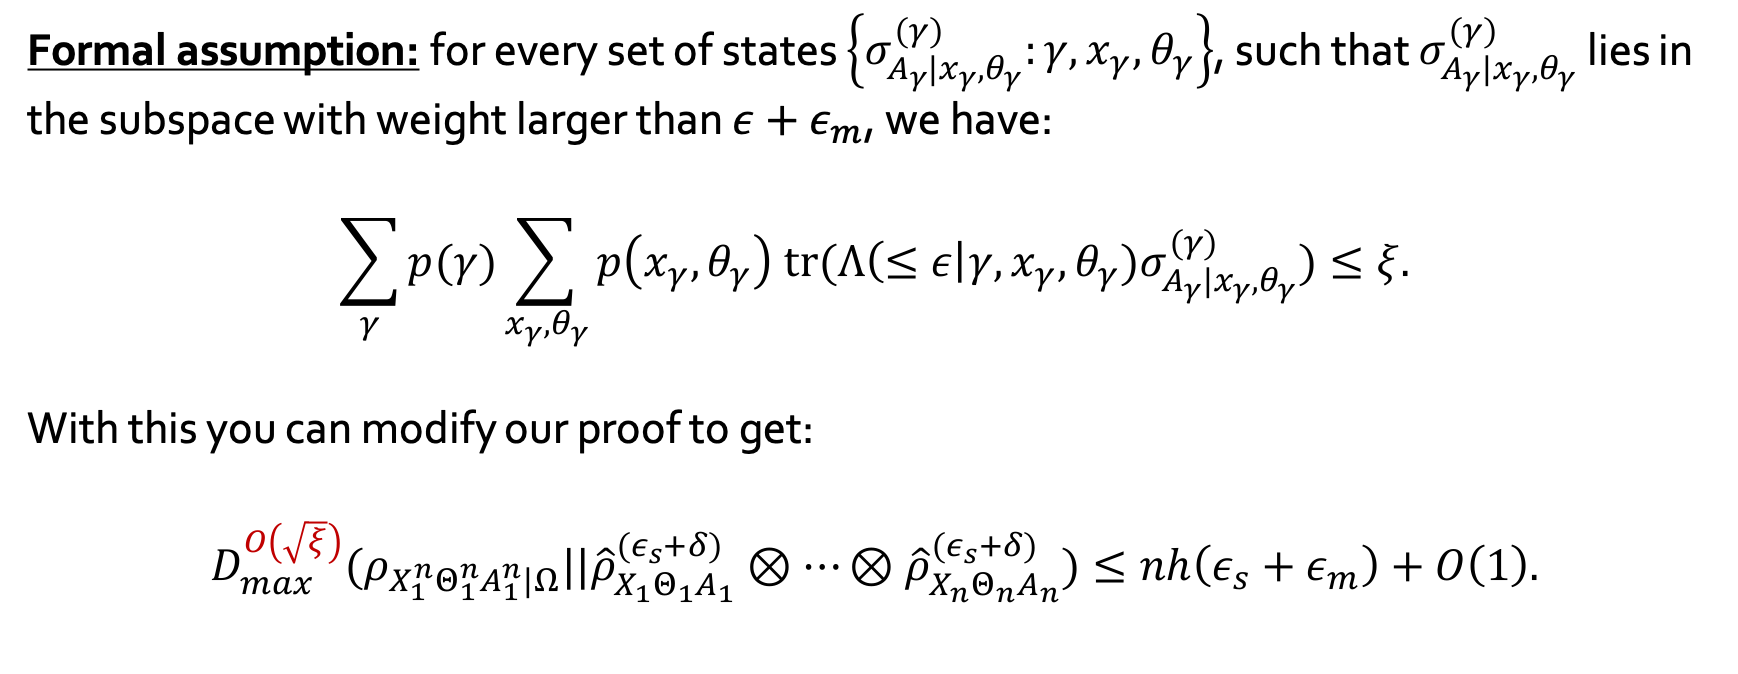 Formal assumption: for every set of states {σ^{(γ)}_{A_γ|x_γ,θ_γ} : γ, x_γ, θ_γ}, such that σ^{(γ)}_{A_γ|x_γ,θ_γ} lies in
the subspace with weight larger than ϵ + ϵ_m, we have:
∑_γ p(γ) ∑_{x_γ,θ_γ} p(x_γ, θ_γ) tr(Λ(≤ ϵ|γ, x_γ, θ_γ)σ^{(γ)}_{A_γ|x_γ,θ_γ}) ≤ ξ.
With this you can modify our proof to get:
D_{max}^{O(√ξ)}(ρ_{X_1^nΘ_1^nA_1^n|Ω}||ρ̂^{(ϵ_s+δ)}_{X_1Θ_1A_1} ⊗ ⋯ ⊗ ρ̂^{(ϵ_s+δ)}_{X_nΘ_nA_n}) ≤ nh(ϵ_s + ϵ_m) + O(1).